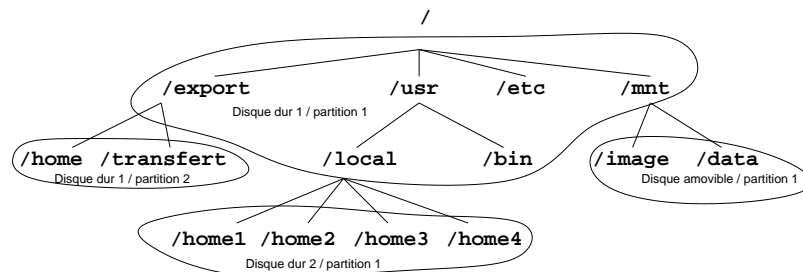 /
/export /usr /etc /mnt
Disque dur 1 / partition 1
/home /transfert /local /bin /image /data
Disque dur 1 / partition 2
Disque amovible / partition 1
/home1 /home2 /home3 /home4
Disque dur 2 / partition 1